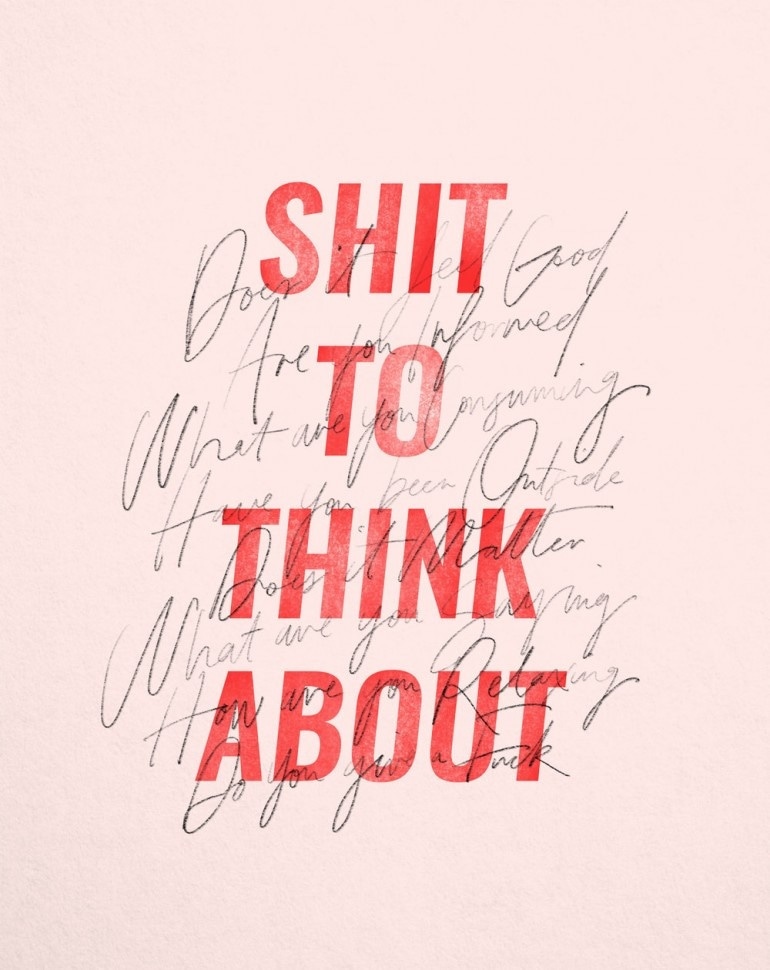 SHIT
Does it feel Good
Are you Informed
TO
What are you Consuming
Have you been Outside
THINK
Does it Matter
What are you Saying
ABOUT
How are you Relaxing
Do you give a Fuck